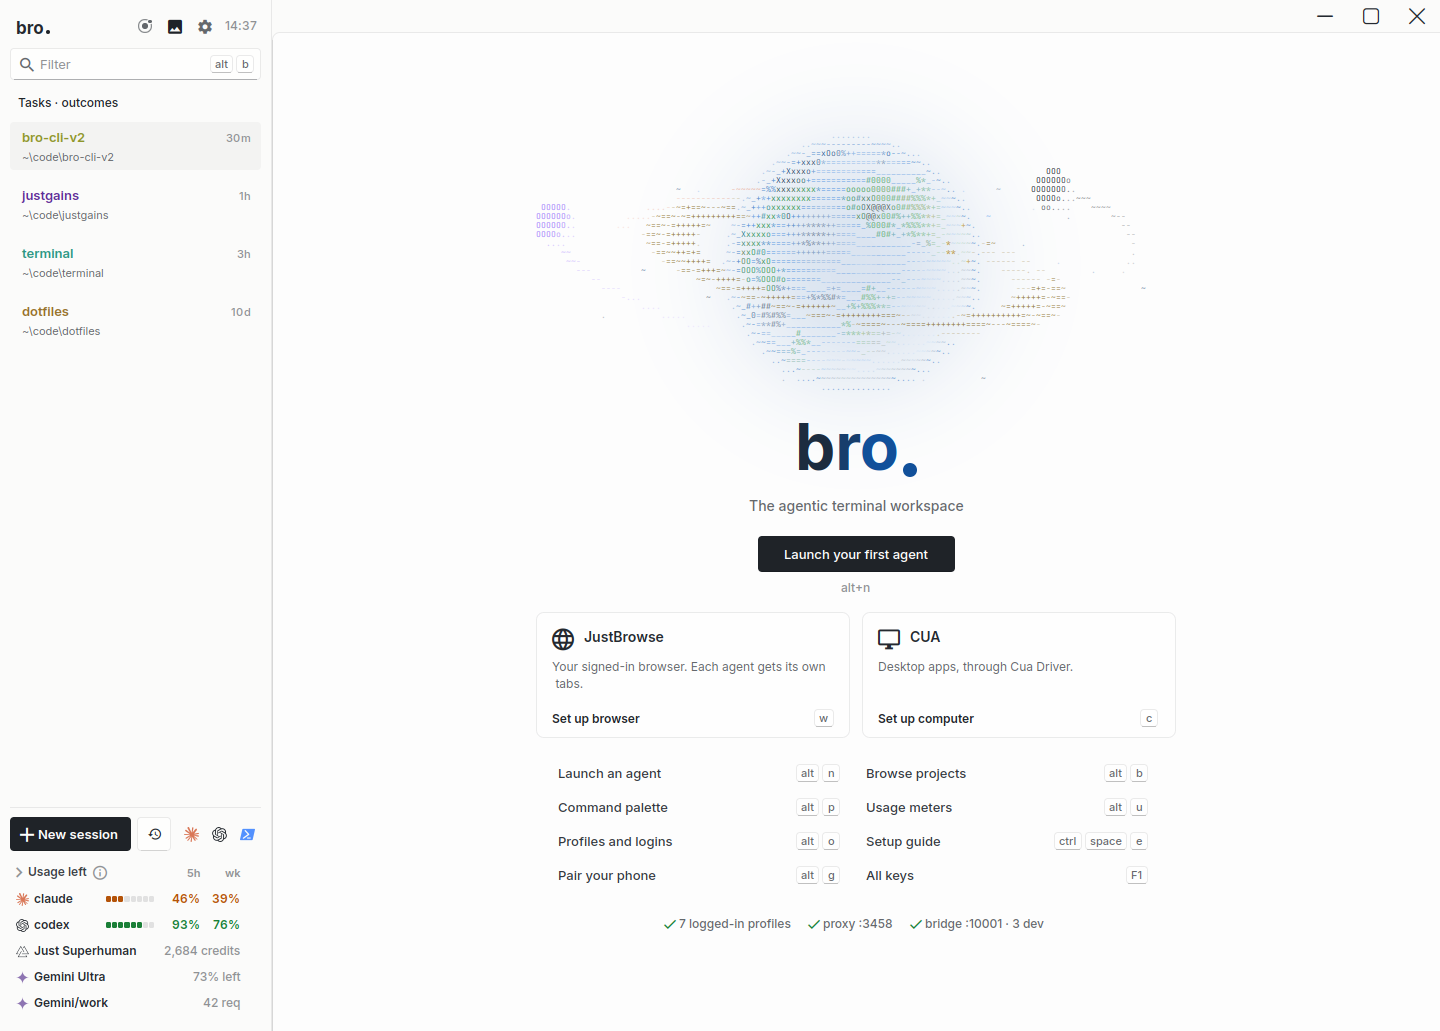 bro.
14:37
Filter alt b
Tasks · outcomes
bro-cli-v2 30m
~\code\bro-cli-v2
justgains 1h
~\code\justgains
terminal 3h
~\code\terminal
dotfiles 10d
~\code\dotfiles
New session
Usage left 5h wk
claude 46% 39%
codex 93% 76%
Just Superhuman 2,684 credits
Gemini Ultra 73% left
Gemini/work 42 req
bro.
The agentic terminal workspace
Launch your first agent
alt+n
JustBrowse
Your signed-in browser. Each agent gets its own
tabs.
Set up browser w
CUA
Desktop apps, through Cua Driver.
Set up computer c
Launch an agent alt n
Browse projects alt b
Command palette alt p
Usage meters alt u
Profiles and logins alt o
Setup guide ctrl space e
Pair your phone alt g
All keys F1
7 logged-in profiles proxy :3458 bridge :10001 · 3 dev